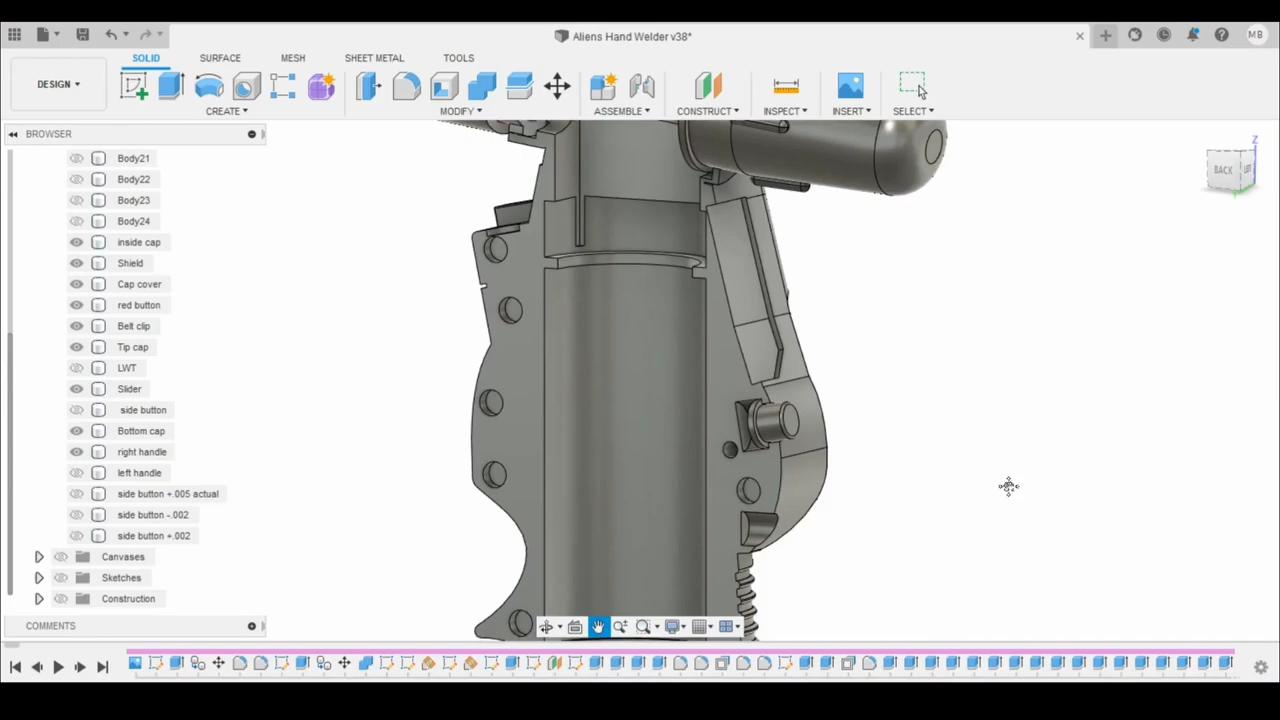 Aliens Hand Welder v38*
MB
DESIGN
SOLID
SURFACE
MESH
SHEET METAL
TOOLS
CREATE
MODIFY
ASSEMBLE
CONSTRUCT
INSPECT
INSERT
SELECT
BROWSER
Body21
Body22
Body23
Body24
inside cap
Shield
Cap cover
red button
Belt clip
Tip cap
LWT
Slider
side button
Bottom cap
right handle
left handle
side button +.005 actual
side button -.002
side button +.002
Canvases
Sketches
Construction
COMMENTS
Z
BACK